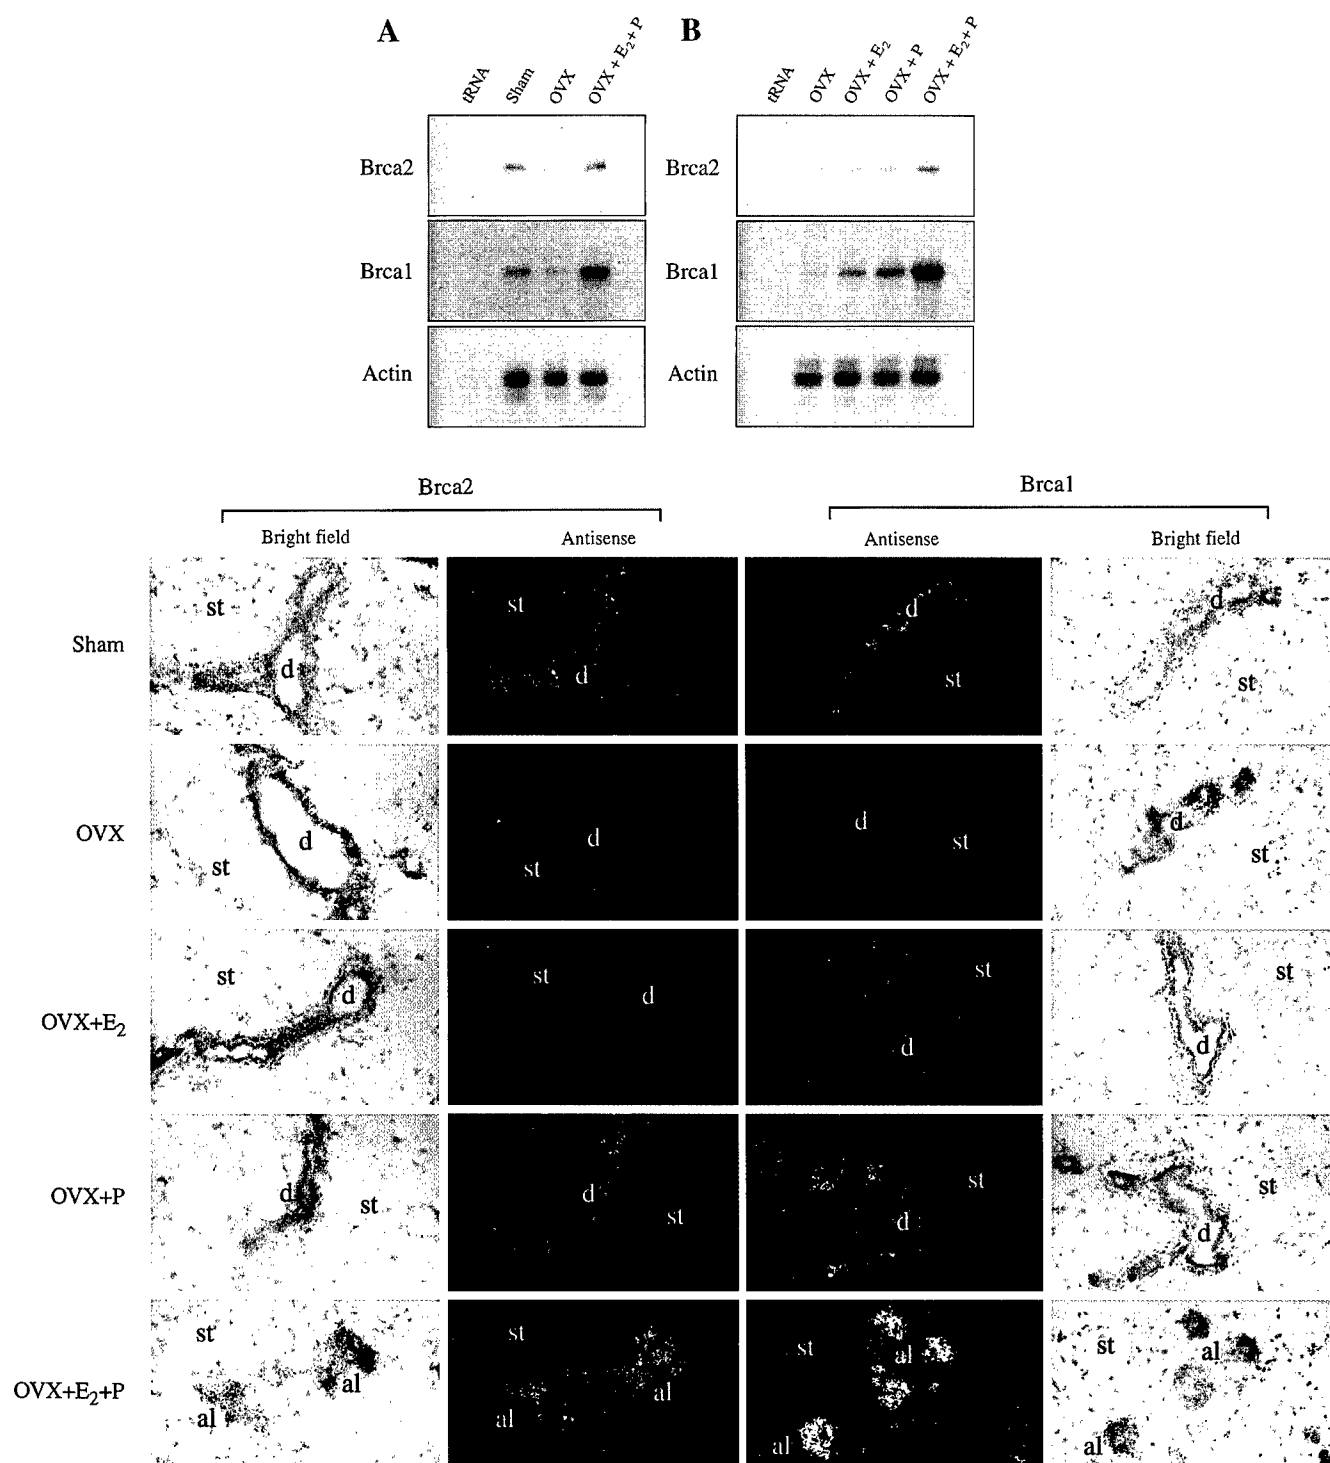 A
B
tRNA
Sham
OVX
OVX + E₂ + P
tRNA
OVX
OVX + E₂
OVX + P
OVX + E₂ + P
Brca2
Brca2
Brca1
Brca1
Actin
Actin
Brca2
Brca1
Bright field
Antisense
Antisense
Bright field
Sham
st
d
st
d
d
st
d
st
OVX
d
st
d
st
d
st
d
st
OVX+E₂
st
d
st
d
st
d
st
d
OVX+P
d
st
d
st
st
d
st
d
OVX+E₂+P
st
al
al
st
al
al
st
al
al
st
al
al